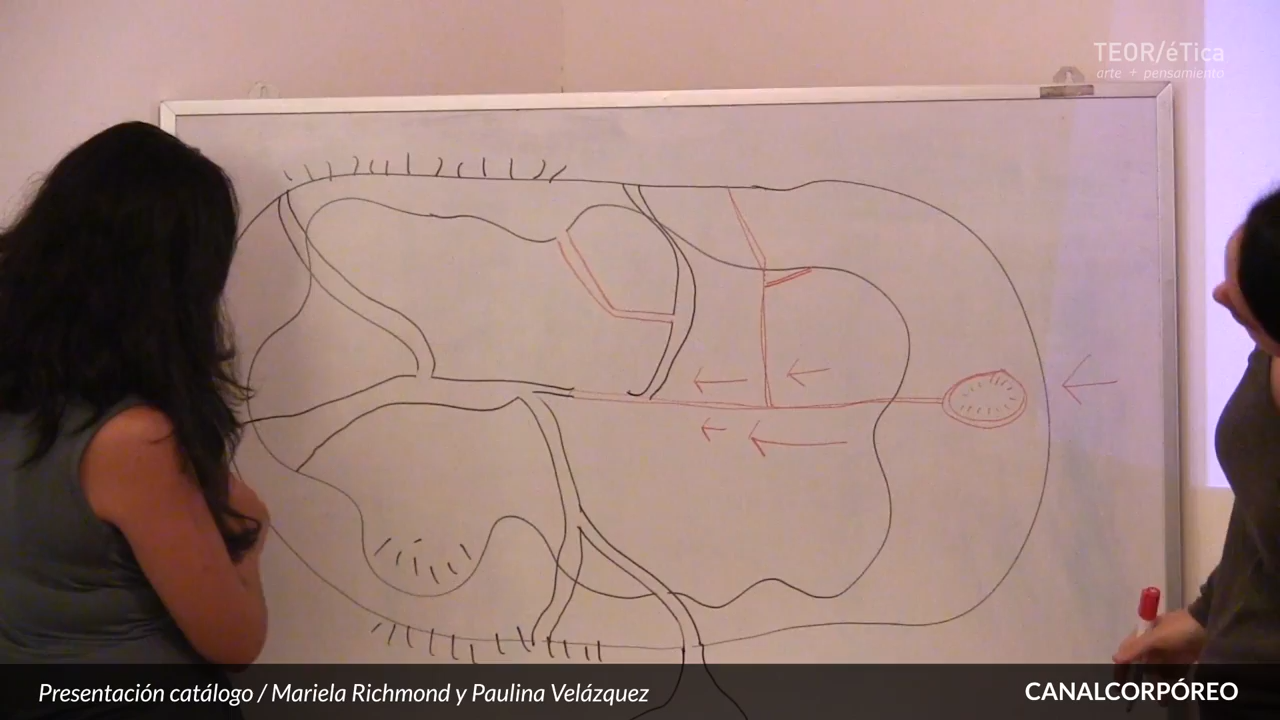 TEOR/éTica
arte + pensamiento
Presentación catálogo / Mariela Richmond y Paulina Velázquez
CANALCORPÓREO